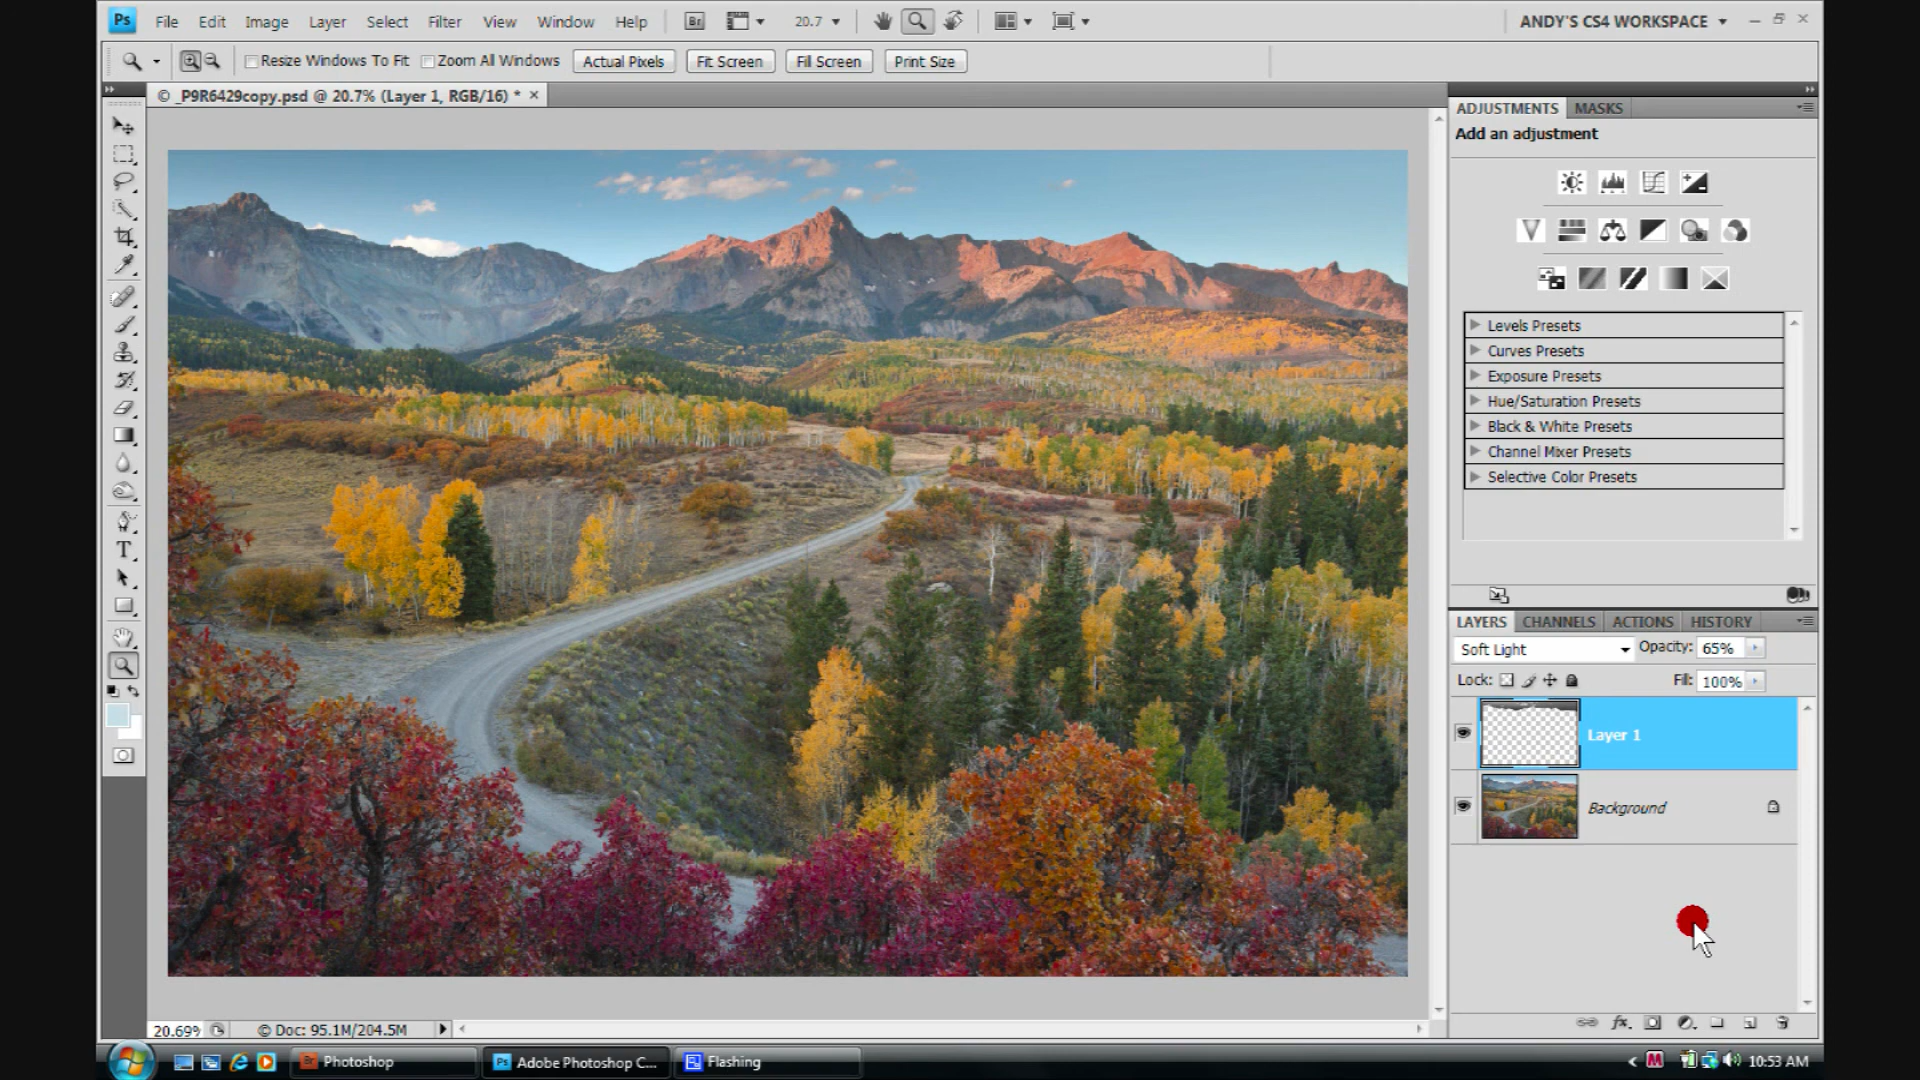 Ps File Edit Image Layer Select Filter View Window Help Br 20.7 ANDY'S CS4 WORKSPACE
Resize Windows To Fit Zoom All Windows Actual Pixels Fit Screen Fill Screen Print Size
© _P9R6429copy.psd @ 20.7% (Layer 1, RGB/16) *
ADJUSTMENTS MASKS
Add an adjustment
Levels Presets
Curves Presets
Exposure Presets
Hue/Saturation Presets
Black & White Presets
Channel Mixer Presets
Selective Color Presets
LAYERS CHANNELS ACTIONS HISTORY
Soft Light Opacity: 65%
Lock: Fill: 100%
Layer 1
Background
20.69% © Doc: 95.1M/204.5M
Br Photoshop Ps Adobe Photoshop C... Flashing 10:53 AM